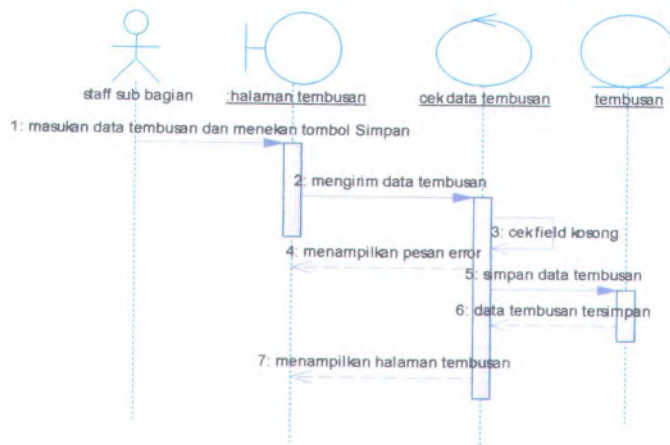 staff sub bagian
:halaman tembusan
cek data tembusan
tembusan
1: masukan data tembusan dan menekan tombol Simpan
2: mengirim data tembusan
3: cek field kosong
4: menampilkan pesan error
5: simpan data tembusan
6: data tembusan tersimpan
7: menampilkan halaman tembusan